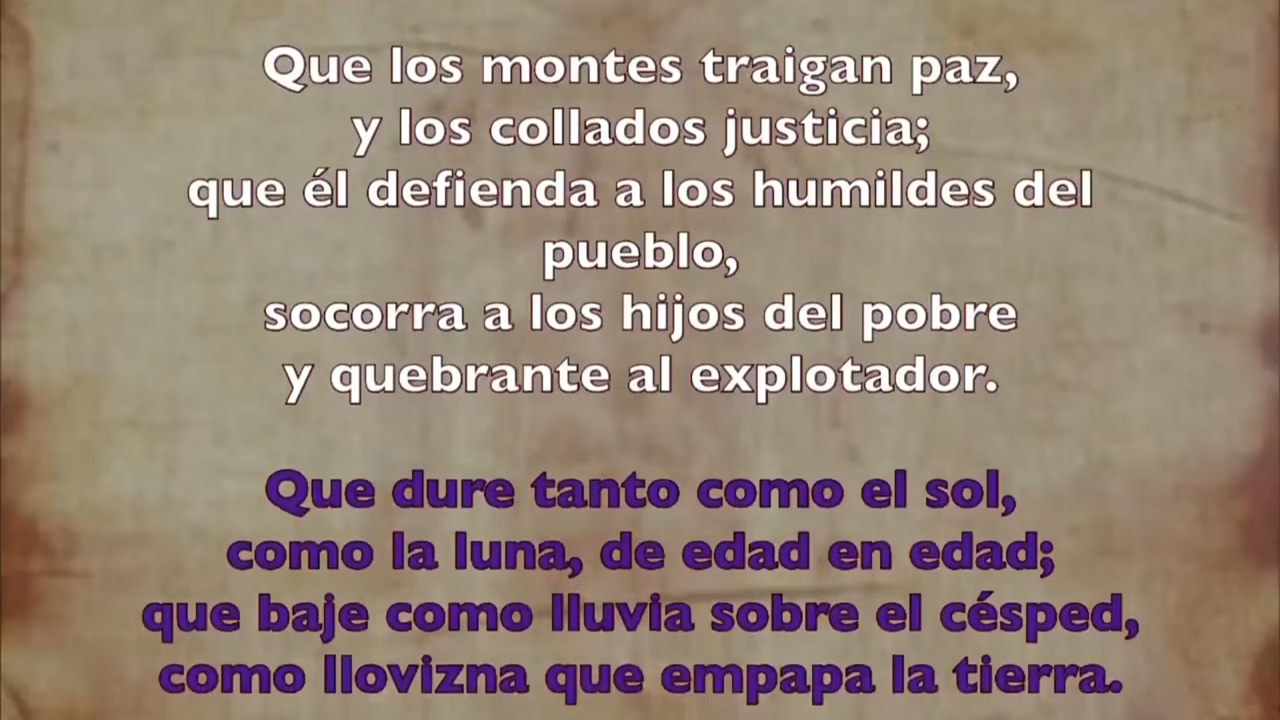 Que los montes traigan paz,
y los collados justicia;
que él defienda a los humildes del
pueblo,
socorra a los hijos del pobre
y quebrante al explotador.
Que dure tanto como el sol,
como la luna, de edad en edad;
que baje como lluvia sobre el césped,
como llovizna que empapa la tierra.